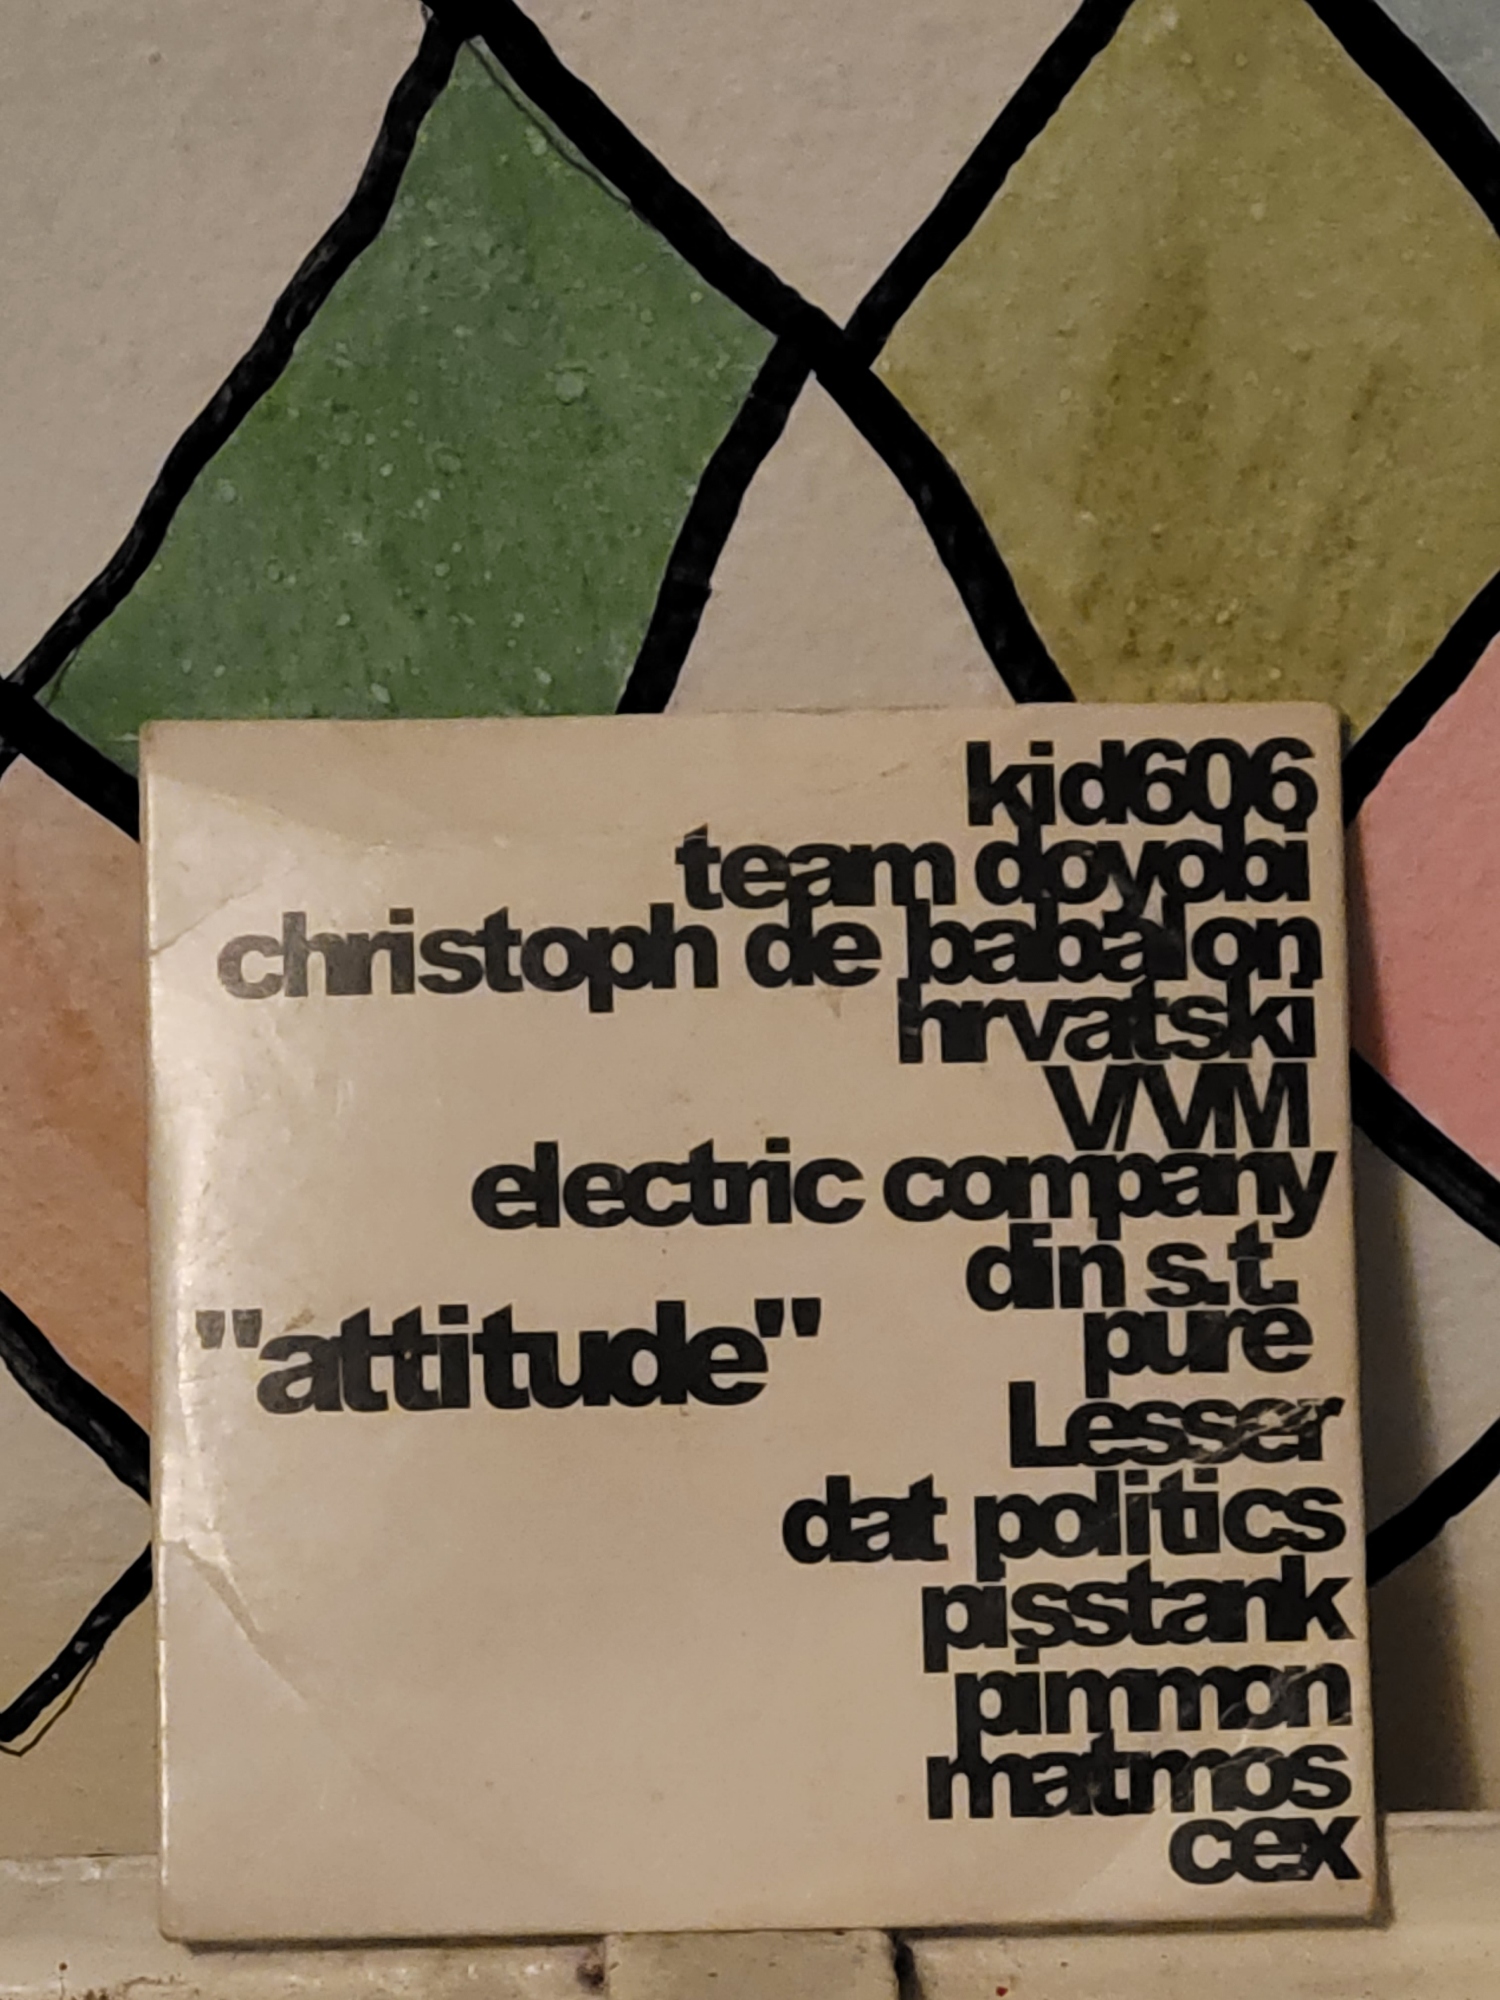 kid606
team doyobi
christoph de babalon
hrvatski
V/VM
electric company
din s.t.
"attitude"
pure
Lesser
dat politics
pisstank
pimmon
matmos
cex